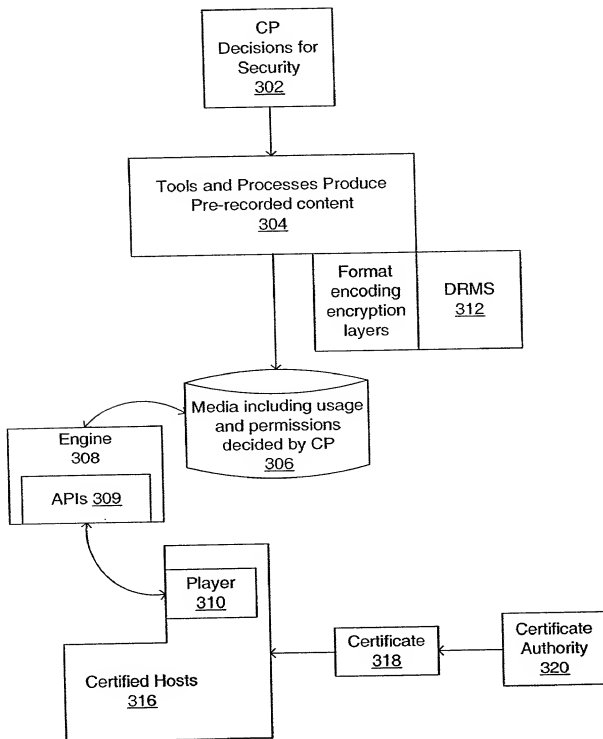 CP
Decisions for
Security
302
Tools and Processes Produce
Pre-recorded content
304
Format
encoding
encryption
layers
DRMS
312
Media including usage
and permissions
decided by CP
306
Engine
308
APIs 309
Player
310
Certified Hosts
316
Certificate
318
Certificate
Authority
320